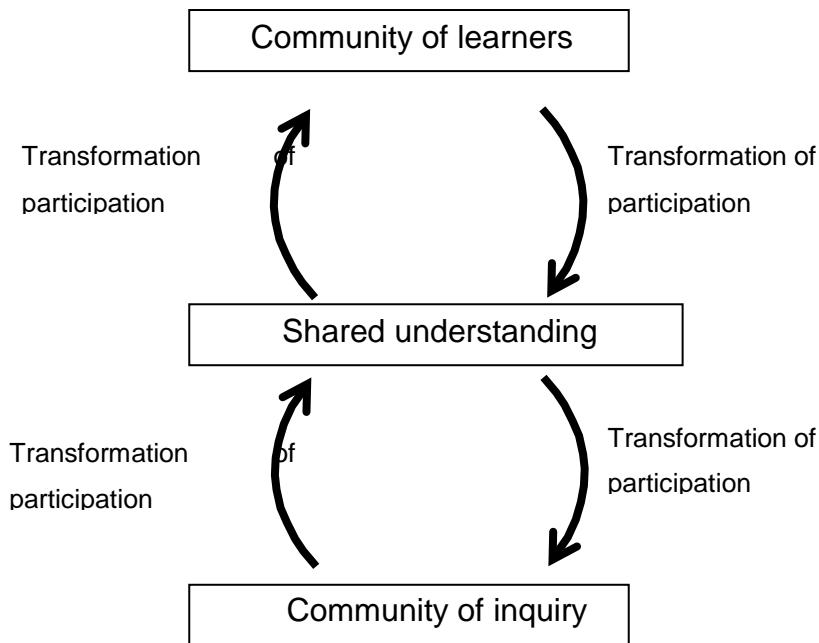 Community of learners
Transformation of
participation
Transformation of
participation
Shared understanding
Transformation of
participation
Transformation of
participation
Community of inquiry